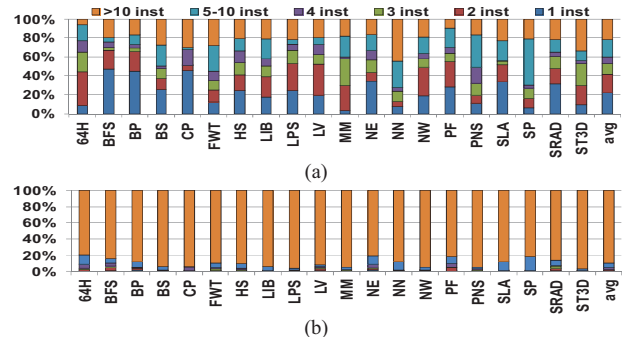 >10 inst 5-10 inst 4 inst 3 inst 2 inst 1 inst
100%
80%
60%
40%
20%
0%
64H BFS BP BS CP FWT HS LIB LPS LV MM NE NN NW PF PNS SLA SP SRAD ST3D avg
(a)
100%
80%
60%
40%
20%
0%
64H BFS BP BS CP FWT HS LIB LPS LV MM NE NN NW PF PNS SLA SP SRAD ST3D avg
(b)